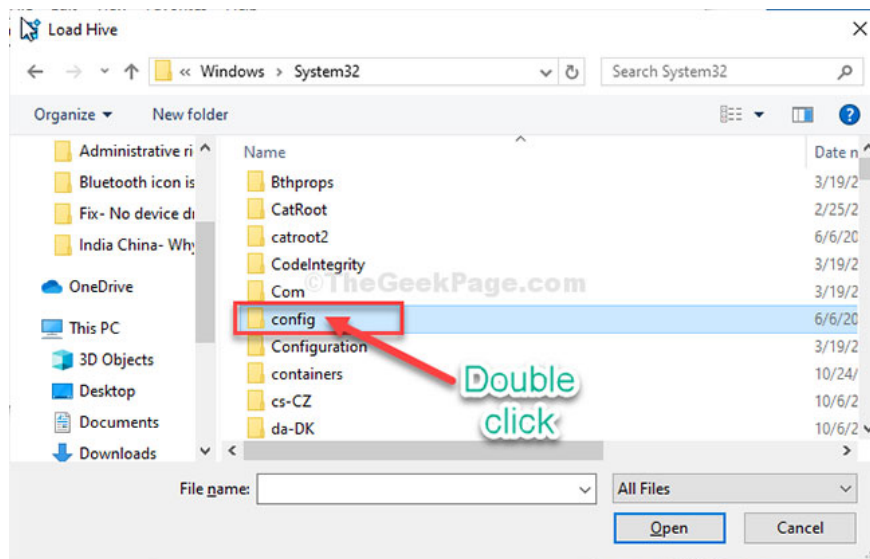 Load Hive
« Windows › System32
Search System32
Organize
New folder
Administrative ri
Bluetooth icon is
Fix- No device dr
India China- Why
OneDrive
This PC
3D Objects
Desktop
Documents
Downloads
Name
Date n
Bthprops
3/19/2
CatRoot
2/25/2
catroot2
6/6/20
CodeIntegrity
3/19/2
©TheGeekPage.com
Com
3/19/2
config
6/6/20
Configuration
3/19/2
containers
10/24/
cs-CZ
10/6/2
da-DK
10/6/2
Double
click
File name:
All Files
Open
Cancel